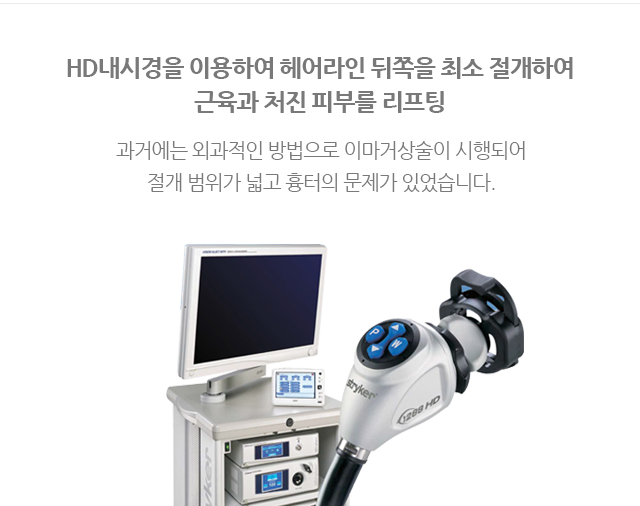 HD내시경을 이용하여 헤어라인 뒤쪽을 최소 절개하여
근육과 처진 피부를 리프팅
과거에는 외과적인 방법으로 이마거상술이 시행되어
절개 범위가 넓고 흉터의 문제가 있었습니다.
P
W
stryker
1288 HD
stryker